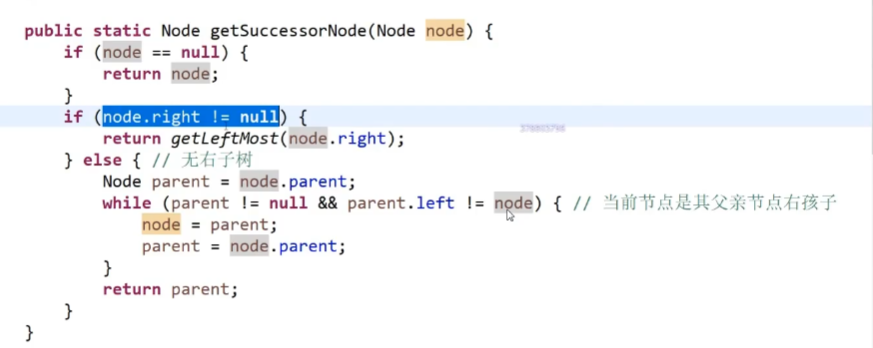 public static Node getSuccessorNode(Node node) {
    if (node == null) {
        return node;
    }
    if (node.right != null) {
        return getLeftMost(node.right);
    } else { // 无右子树
        Node parent = node.parent;
        while (parent != null && parent.left != node) { // 当前节点是其父亲节点右孩子
            node = parent;
            parent = node.parent;
        }
        return parent;
    }
}